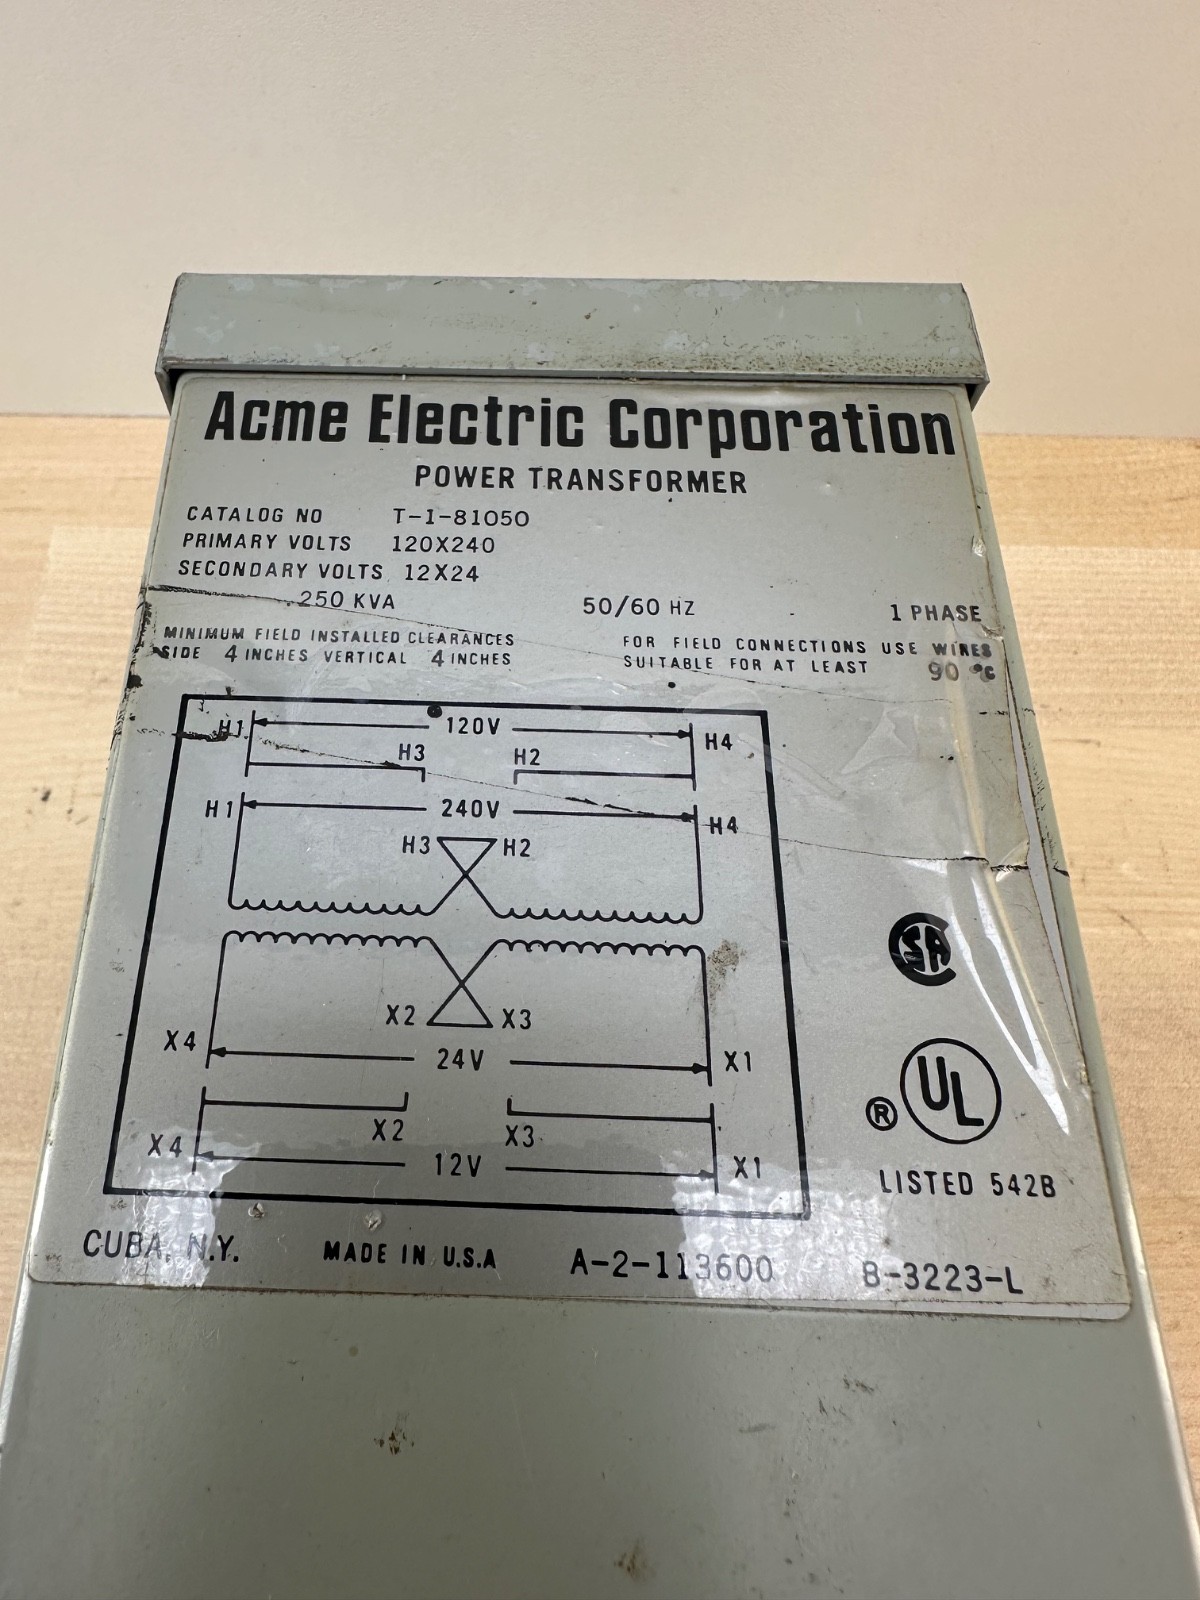 Acme Electric Corporation
POWER TRANSFORMER
CATALOG NO T-1-81050
PRIMARY VOLTS 120X240
SECONDARY VOLTS 12X24
.250 KVA 50/60 HZ 1 PHASE
MINIMUM FIELD INSTALLED CLEARANCES
SIDE 4 INCHES VERTICAL 4 INCHES
FOR FIELD CONNECTIONS USE WIRES
SUITABLE FOR AT LEAST 90 °C
H1 120V H4
H3 H2
H1 240V H4
H3 H2
X2 X3
X4 24V X1
X2 X3
X4 12V X1
CSA
UL
®
LISTED 542B
CUBA, N.Y. MADE IN U.S.A A-2-113600 B-3223-L